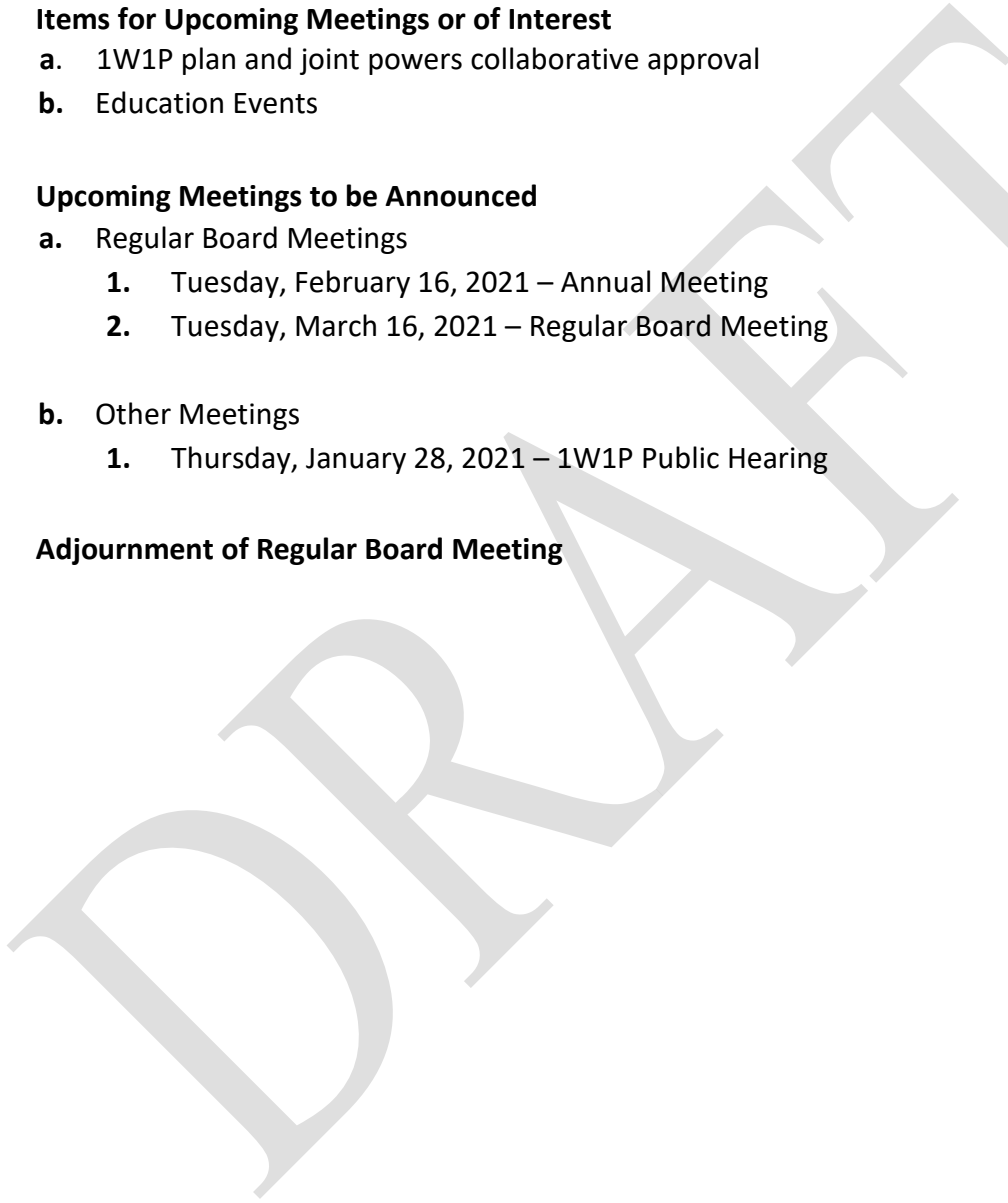 Items for Upcoming Meetings or of Interest
a. 1W1P plan and joint powers collaborative approval
b. Education Events
Upcoming Meetings to be Announced
a. Regular Board Meetings
1. Tuesday, February 16, 2021 – Annual Meeting
2. Tuesday, March 16, 2021 – Regular Board Meeting
b. Other Meetings
1. Thursday, January 28, 2021 – 1W1P Public Hearing
Adjournment of Regular Board Meeting
DRAFT